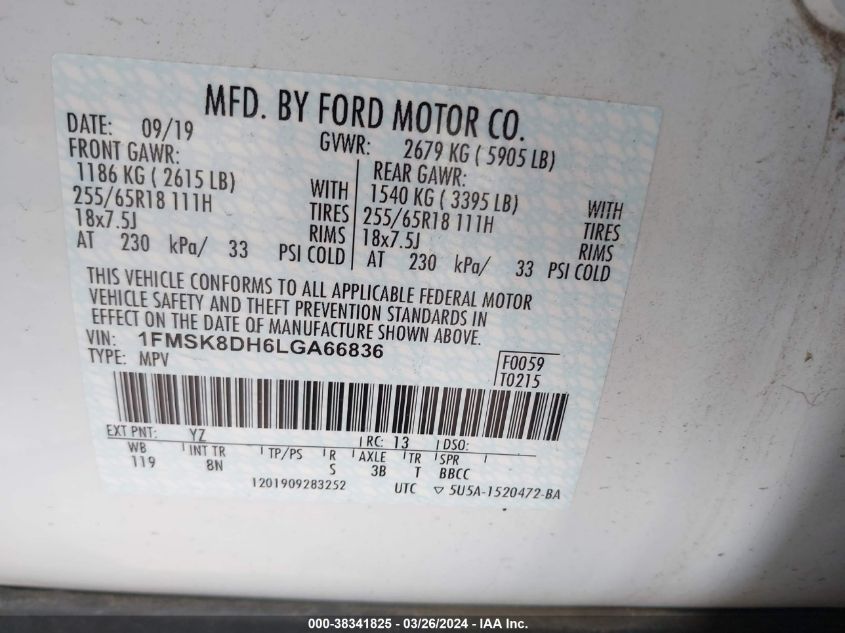 MFD. BY FORD MOTOR CO.
DATE: 09/19 GVWR: 2679 KG ( 5905 LB)
FRONT GAWR: REAR GAWR:
1186 KG ( 2615 LB) WITH 1540 KG ( 3395 LB) WITH
255/65R18 111H TIRES 255/65R18 111H TIRES
18x7.5J RIMS 18x7.5J RIMS
AT 230 kPa/ 33 PSI COLD AT 230 kPa/ 33 PSI COLD
THIS VEHICLE CONFORMS TO ALL APPLICABLE FEDERAL MOTOR
VEHICLE SAFETY AND THEFT PREVENTION STANDARDS IN
EFFECT ON THE DATE OF MANUFACTURE SHOWN ABOVE.
VIN: 1FMSK8DH6LGA66836
TYPE: MPV
F0059
T0215
EXT PNT: YZ RC: 13 DSO:
WB INT TR TP/PS R AXLE TR SPR
119 8N S 3B T BBCC
1201909283252 UTC ▽ 5U5A-1520472-BA
000-38341825 / 03/26/2024 - IAA Inc.